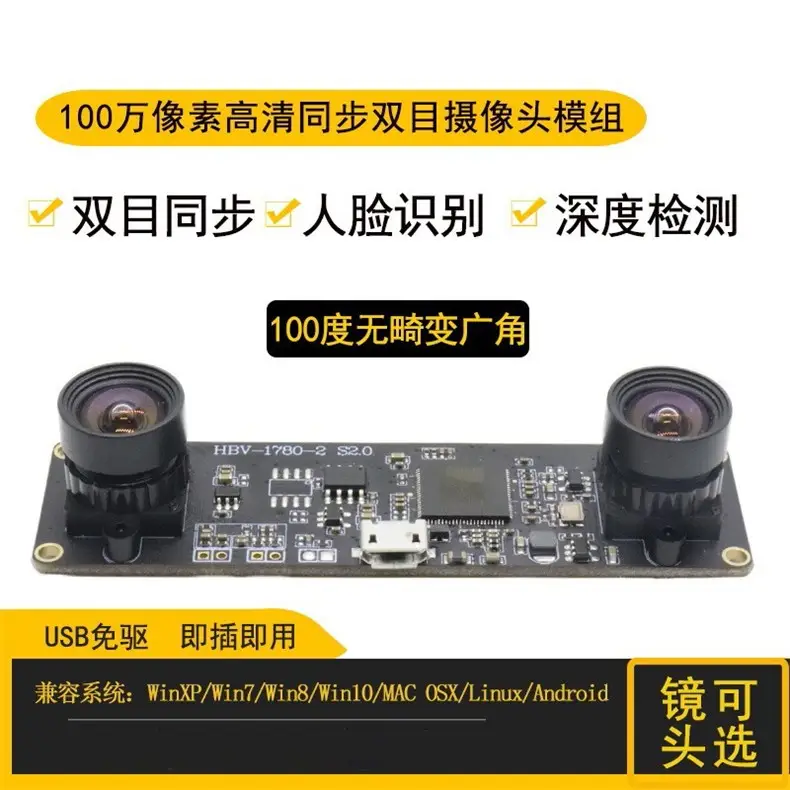 100万像素高清同步双目摄像头模组
双目同步 人脸识别 深度检测
100度无畸变广角
HBV-1780-2 S2.0
USB免驱 即插即用
兼容系统：WinXP/Win7/Win8/Win10/MAC OSX/Linux/Android
镜头可选